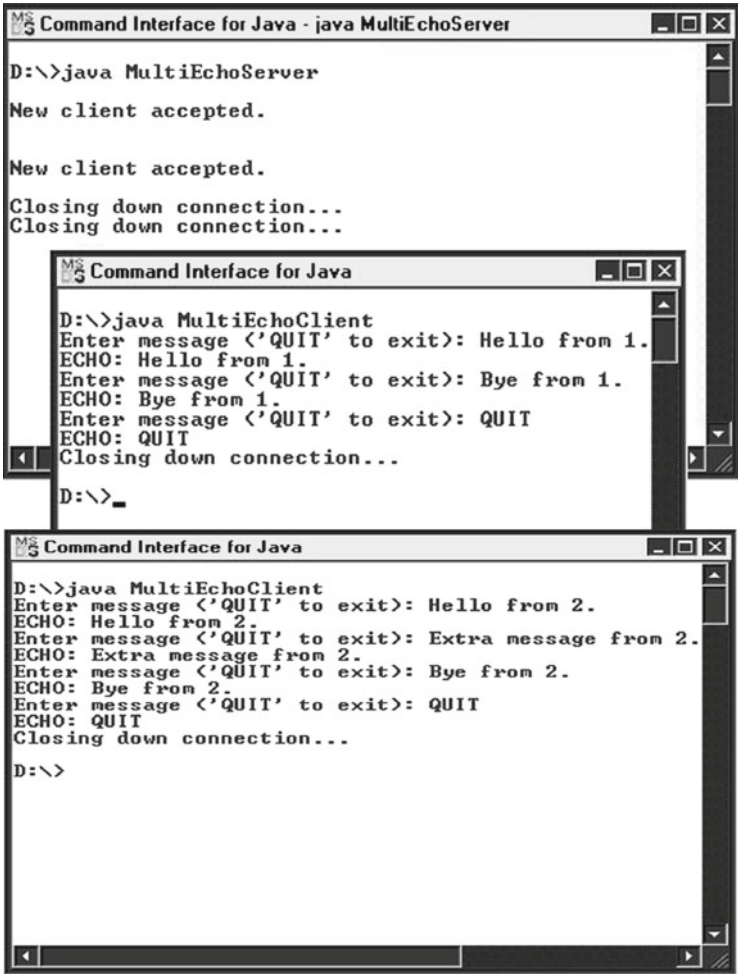 Command Interface for Java - java MultiEchoServer
D:\>java MultiEchoServer
New client accepted.
New client accepted.
Closing down connection...
Closing down connection...
Command Interface for Java
D:\>java MultiEchoClient
Enter message ('QUIT' to exit): Hello from 1.
ECHO: Hello from 1.
Enter message ('QUIT' to exit): Bye from 1.
ECHO: Bye from 1.
Enter message ('QUIT' to exit): QUIT
ECHO: QUIT
Closing down connection...
D:\>_
Command Interface for Java
D:\>java MultiEchoClient
Enter message ('QUIT' to exit): Hello from 2.
ECHO: Hello from 2.
Enter message ('QUIT' to exit): Extra message from 2.
ECHO: Extra message from 2.
Enter message ('QUIT' to exit): Bye from 2.
ECHO: Bye from 2.
Enter message ('QUIT' to exit): QUIT
ECHO: QUIT
Closing down connection...
D:\>